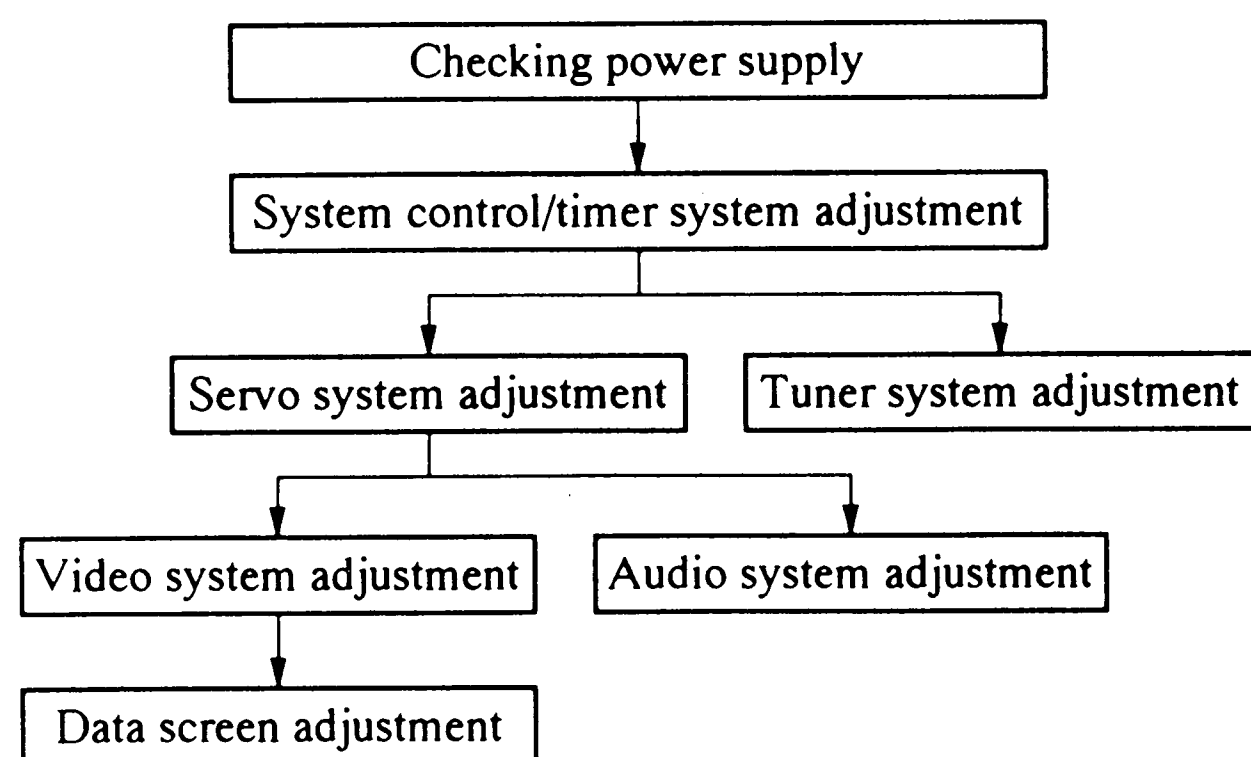 Checking power supply
System control/timer system adjustment
Servo system adjustment
Tuner system adjustment
Video system adjustment
Audio system adjustment
Data screen adjustment